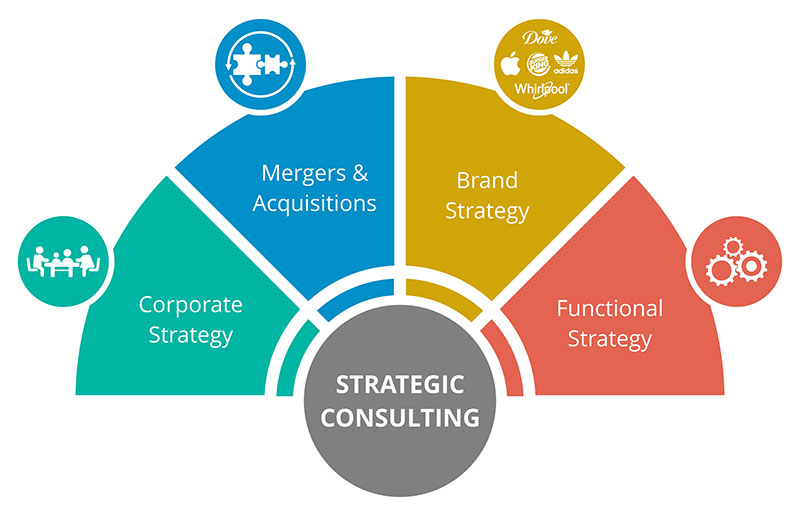 Dove
BURGER
KING
adidas
Whirlpool
Mergers &
Acquisitions
Brand
Strategy
Corporate
Strategy
Functional
Strategy
STRATEGIC
CONSULTING